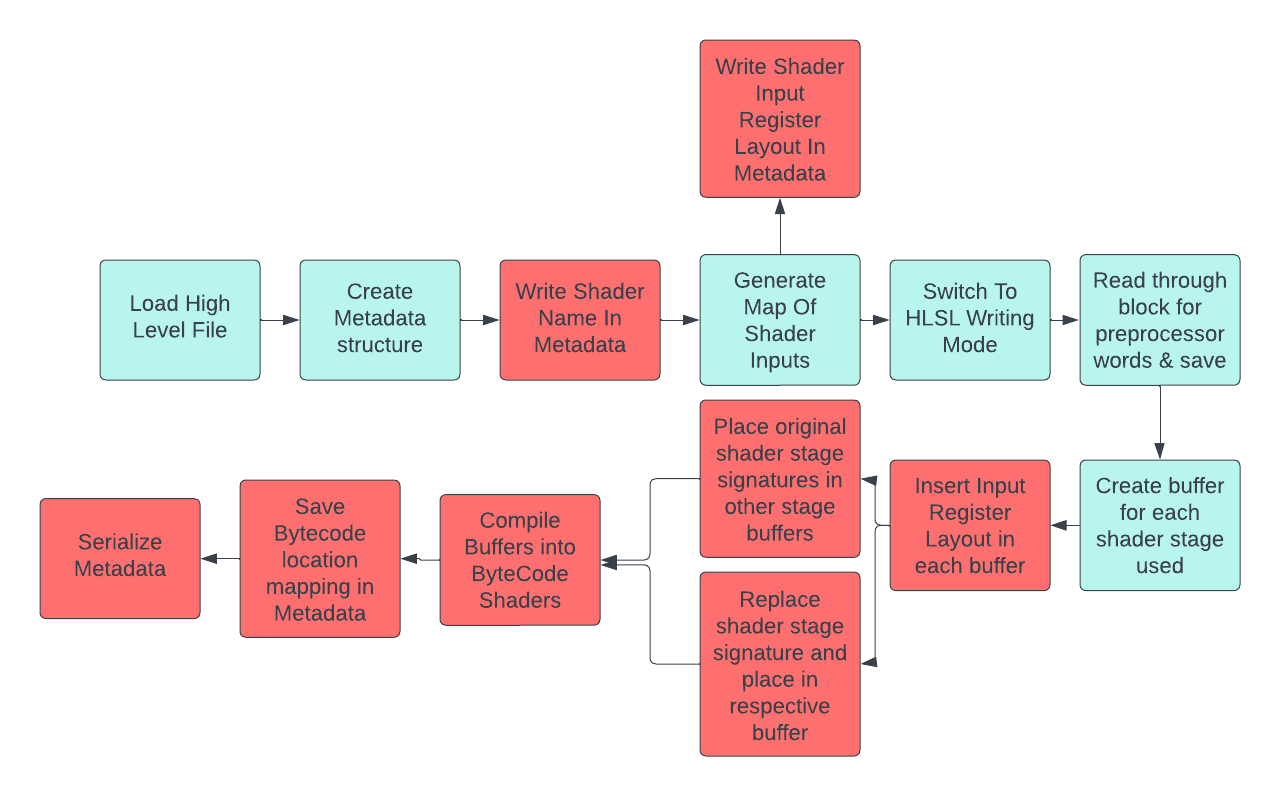 Write Shader
Input
Register
Layout In
Metadata
Load High
Level File
Create
Metadata
structure
Write Shader
Name In
Metadata
Generate
Map Of
Shader
Inputs
Switch To
HLSL Writing
Mode
Read through
block for
preprocessor
words & save
Create buffer
for each
shader stage
used
Insert Input
Register
Layout in
each buffer
Place original
shader stage
signatures in
other stage
buffers
Replace
shader stage
signature and
place in
respective
buffer
Compile
Buffers into
ByteCode
Shaders
Save
Bytecode
location
mapping in
Metadata
Serialize
Metadata